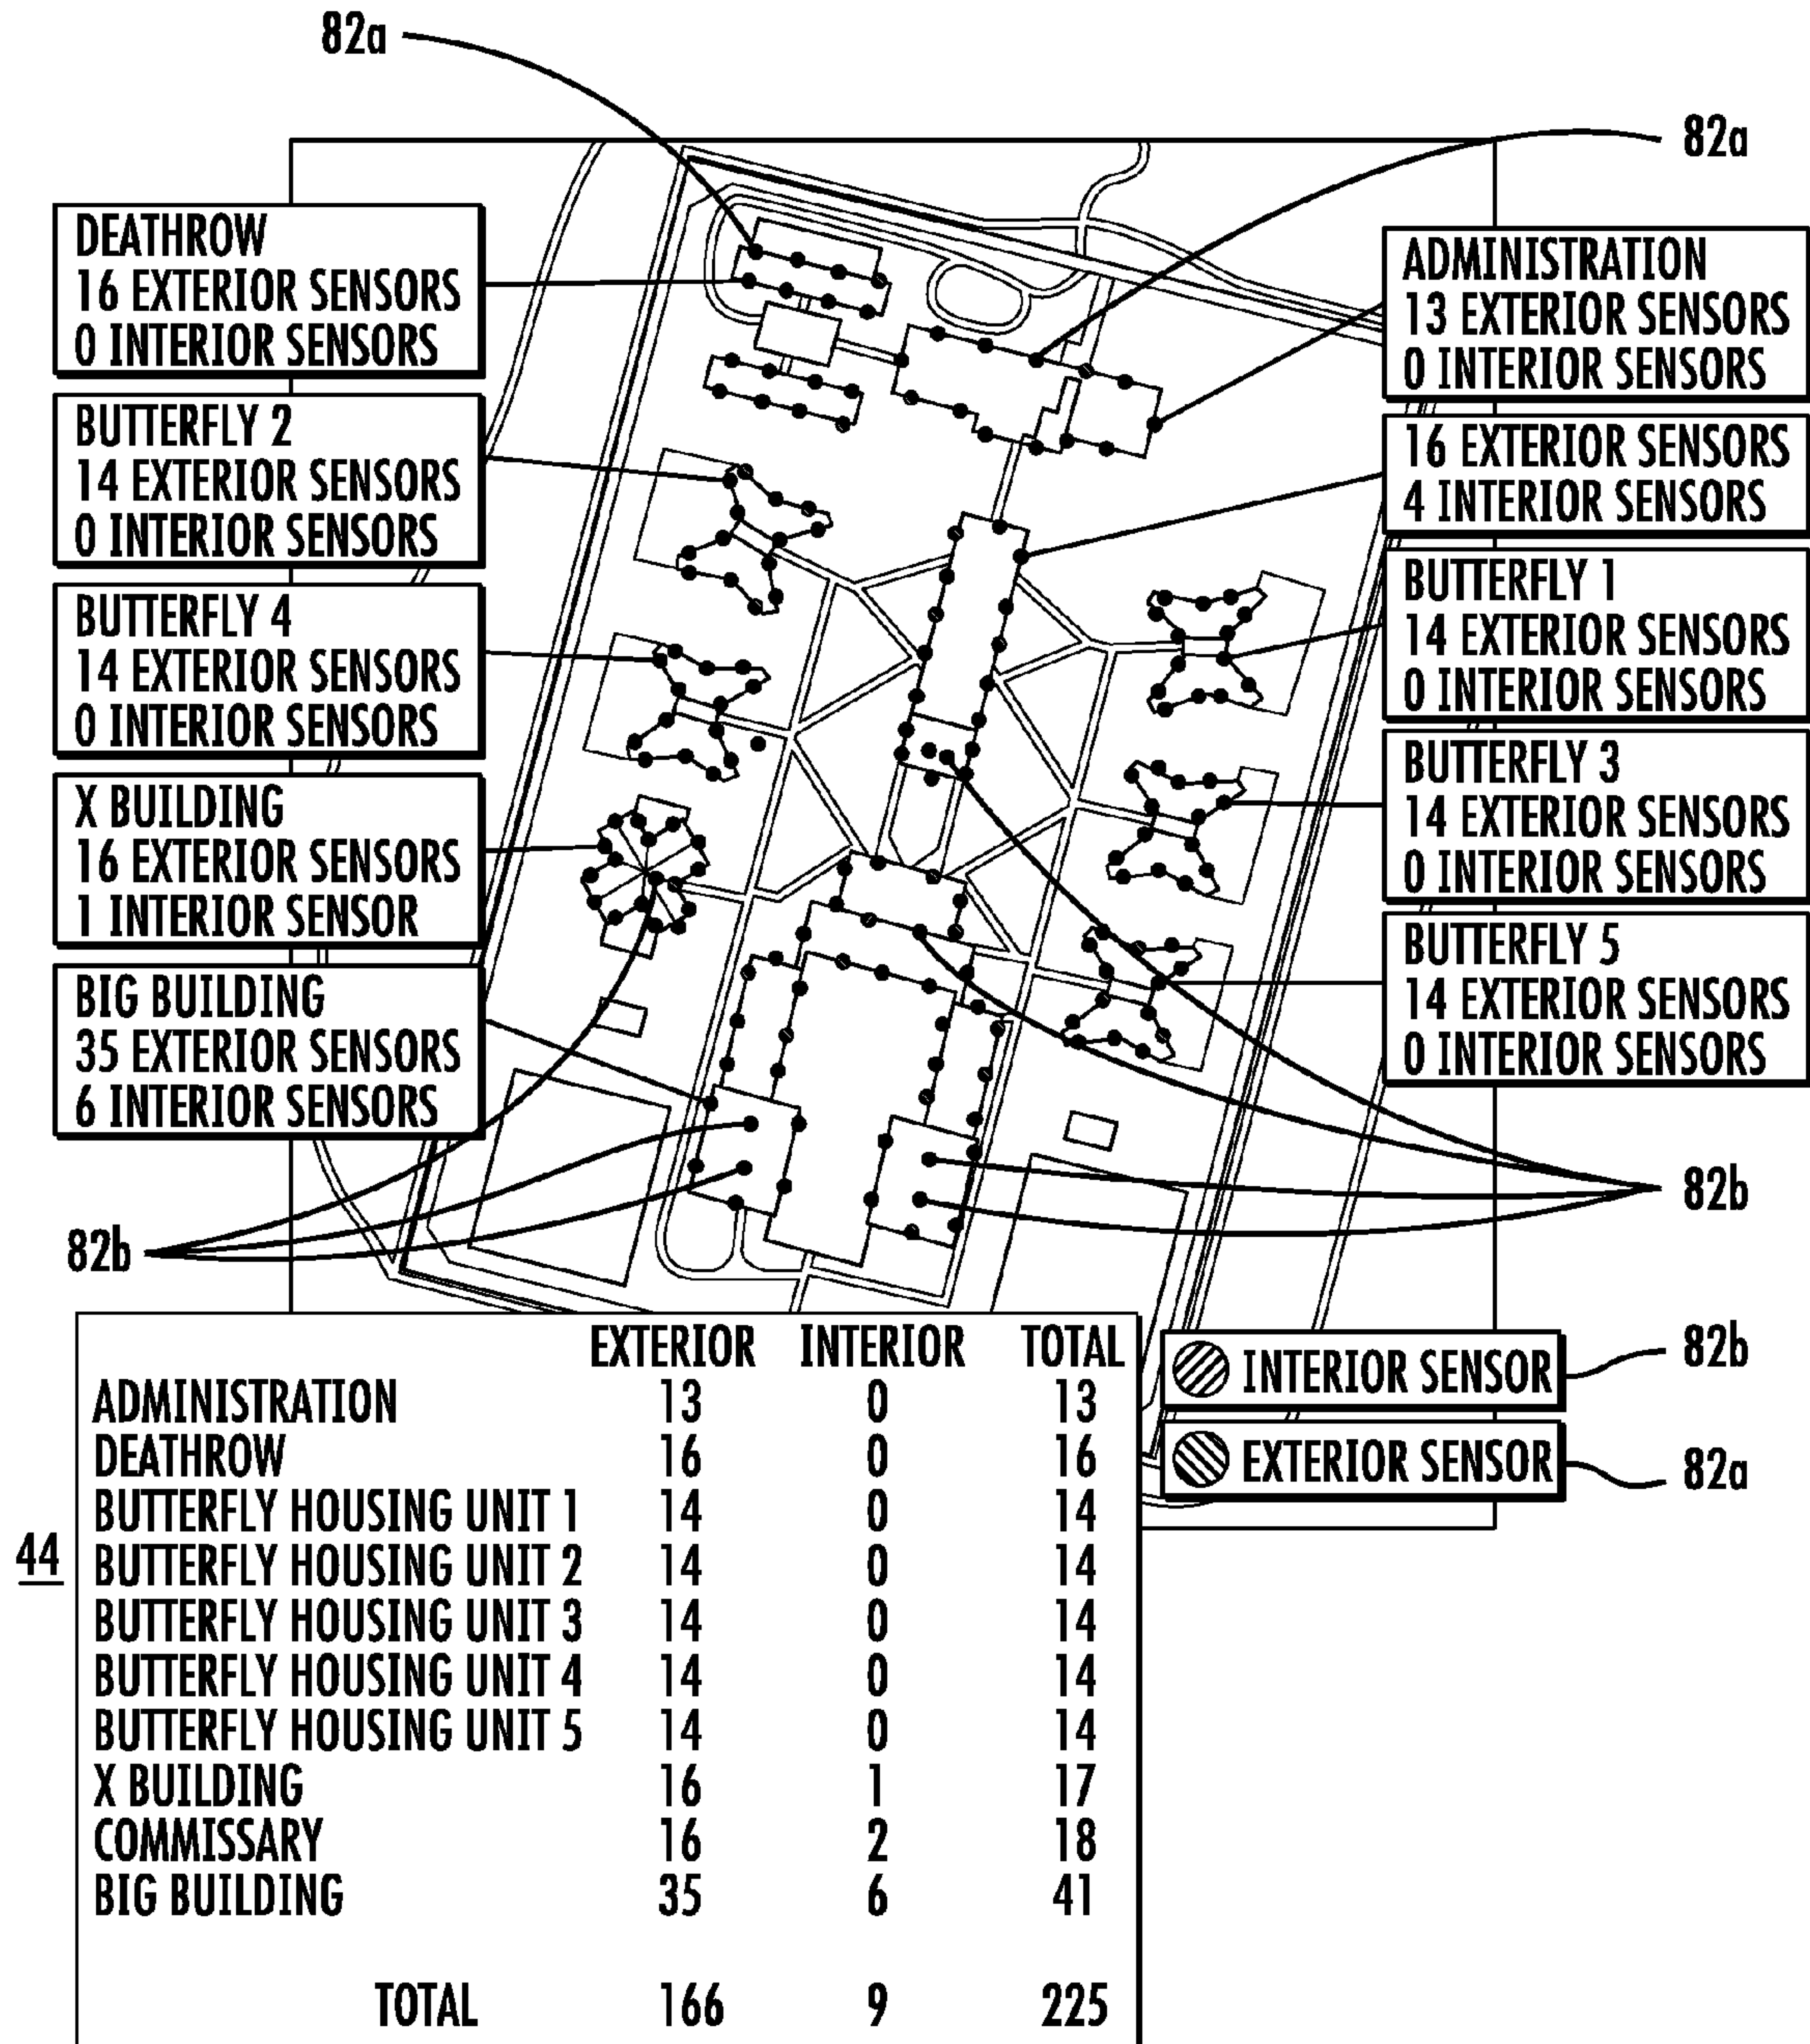 82a
82a
DEATHROW
16 EXTERIOR SENSORS
0 INTERIOR SENSORS
BUTTERFLY 2
14 EXTERIOR SENSORS
0 INTERIOR SENSORS
BUTTERFLY 4
14 EXTERIOR SENSORS
0 INTERIOR SENSORS
X BUILDING
16 EXTERIOR SENSORS
1 INTERIOR SENSOR
BIG BUILDING
35 EXTERIOR SENSORS
6 INTERIOR SENSORS
ADMINISTRATION
13 EXTERIOR SENSORS
0 INTERIOR SENSORS
16 EXTERIOR SENSORS
4 INTERIOR SENSORS
BUTTERFLY 1
14 EXTERIOR SENSORS
0 INTERIOR SENSORS
BUTTERFLY 3
14 EXTERIOR SENSORS
0 INTERIOR SENSORS
BUTTERFLY 5
14 EXTERIOR SENSORS
0 INTERIOR SENSORS
82b
82b
EXTERIOR INTERIOR TOTAL
ADMINISTRATION 13 0 13
DEATHROW 16 0 16
BUTTERFLY HOUSING UNIT 1 14 0 14
BUTTERFLY HOUSING UNIT 2 14 0 14
BUTTERFLY HOUSING UNIT 3 14 0 14
BUTTERFLY HOUSING UNIT 4 14 0 14
BUTTERFLY HOUSING UNIT 5 14 0 14
X BUILDING 16 1 17
COMMISSARY 16 2 18
BIG BUILDING 35 6 41
TOTAL 166 9 225
44
INTERIOR SENSOR
82b
EXTERIOR SENSOR
82a